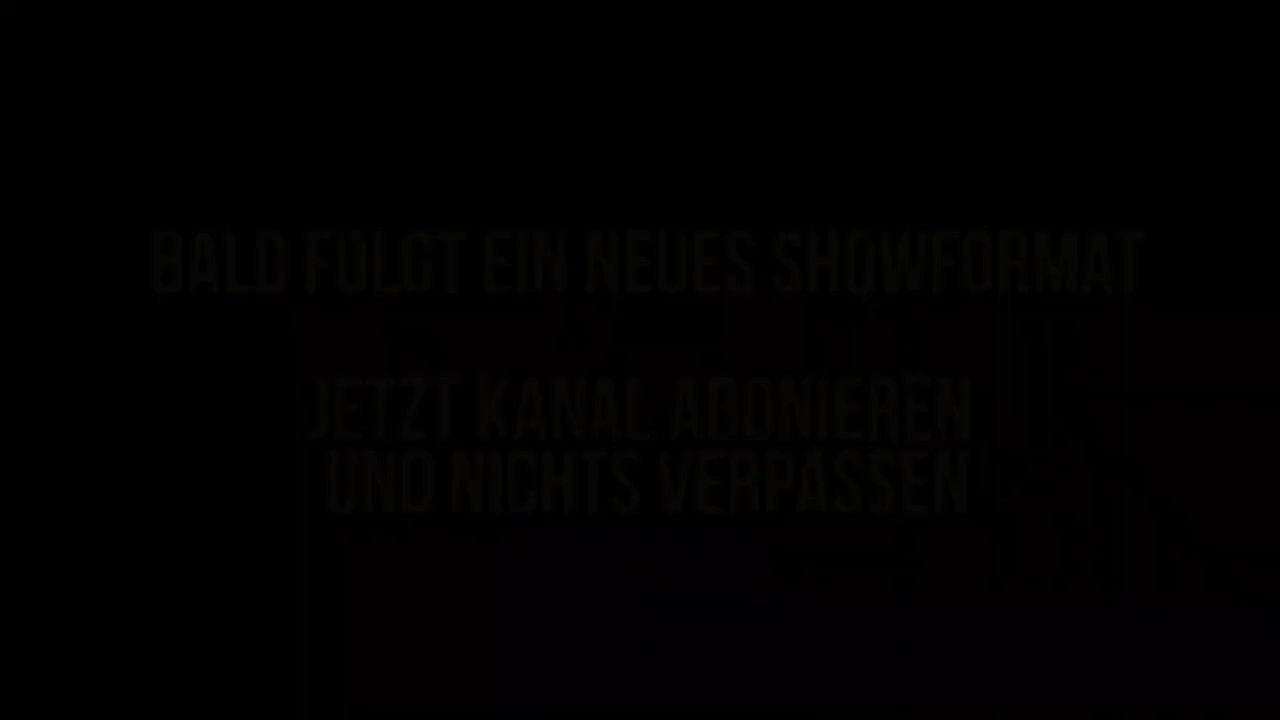 BALD FOLGT EIN NEUES SHOWFORMAT
JETZT KANAL ABONIEREN
UND NICHTS VERPASSEN